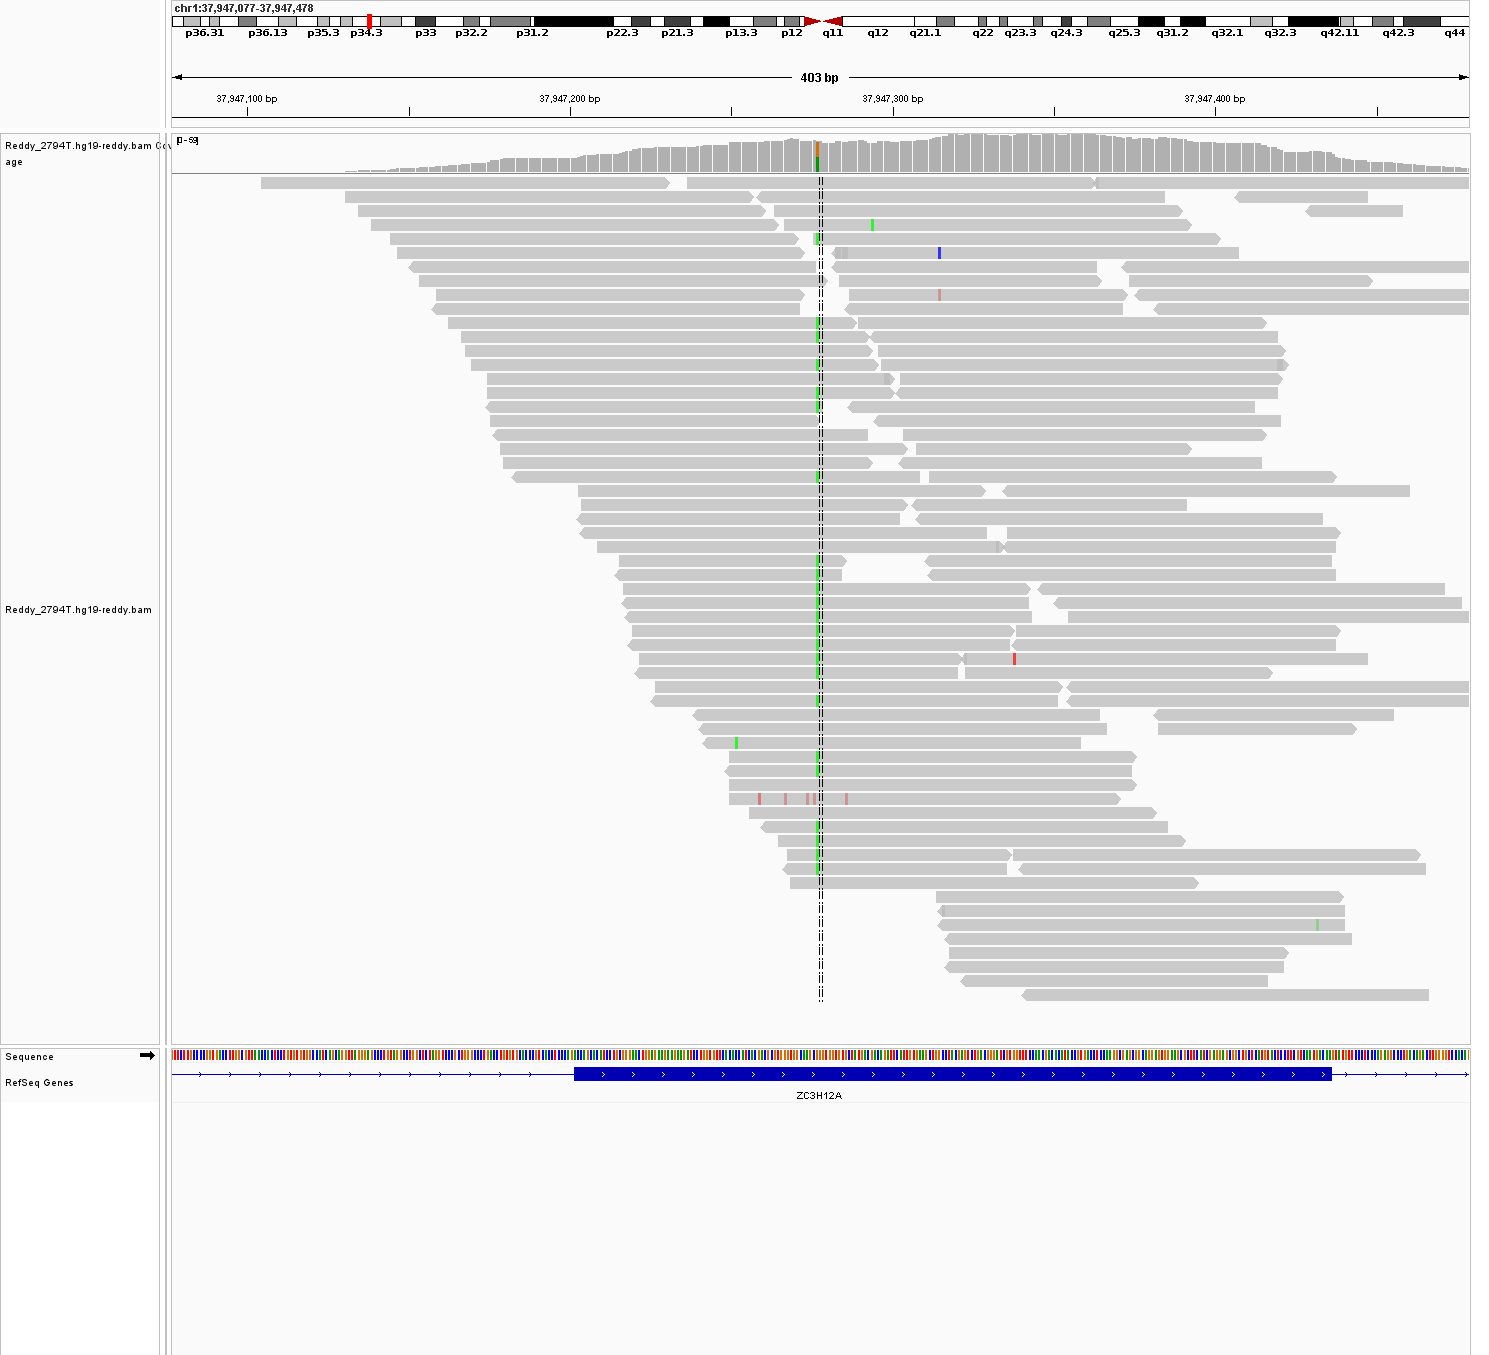 chr1:37,947,077-37,947,478
p36.31 p36.13 p35.3 p34.3 p33 p32.2 p31.2 p22.3 p21.3 p13.3 p12 q11 q12 q21.1 q22 q23.3 q24.3 q25.3 q31.2 q32.1 q32.3 q42.11 q42.3 q44
403 bp
37,947,100 bp 37,947,200 bp 37,947,300 bp 37,947,400 bp
[0-59]
Reddy_2794T.hg19-reddy.bam Cov
age
Reddy_2794T.hg19-reddy.bam
Sequence
RefSeq Genes
ZC3H12A